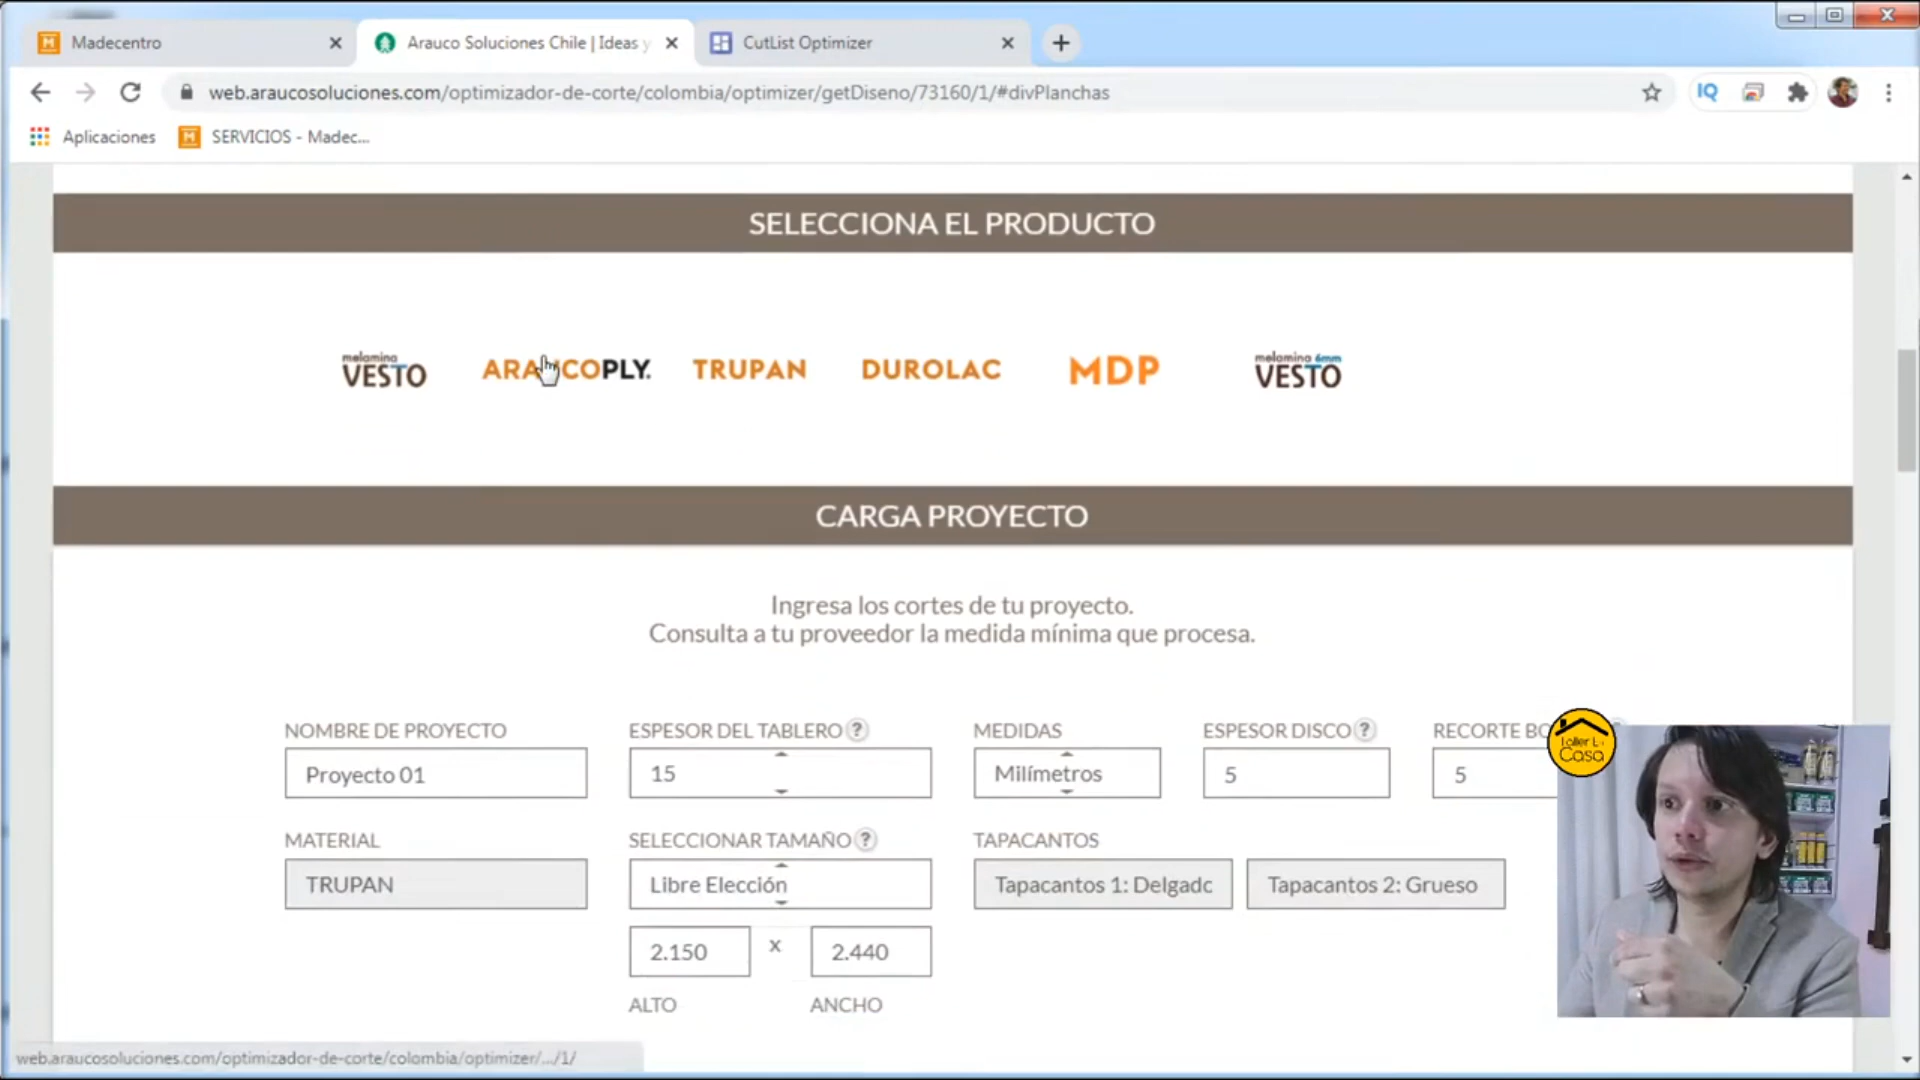 Madecentro
Arauco Soluciones Chile | Ideas y
CutList Optimizer
web.araucosoluciones.com/optimizador-de-corte/colombia/optimizer/getDiseno/73160/1/#divPlanchas
IQ
Aplicaciones
SERVICIOS - Madec...
SELECCIONA EL PRODUCTO
melamina
VESTO
ARAUCOPLY.
TRUPAN
DUROLAC
MDP
melamina 6mm
VESTO
CARGA PROYECTO
Ingresa los cortes de tu proyecto.
Consulta a tu proveedor la medida mínima que procesa.
NOMBRE DE PROYECTO
ESPESOR DEL TABLERO ?
MEDIDAS
ESPESOR DISCO ?
RECORTE BO
Proyecto 01
15
Milímetros
5
5
MATERIAL
SELECCIONAR TAMAÑO ?
TAPACANTOS
TRUPAN
Libre Elección
Tapacantos 1: Delgadc
Tapacantos 2: Grueso
2.150
x
2.440
ALTO
ANCHO
Casa
web.araucosoluciones.com/optimizador-de-corte/colombia/optimizer/.../1/